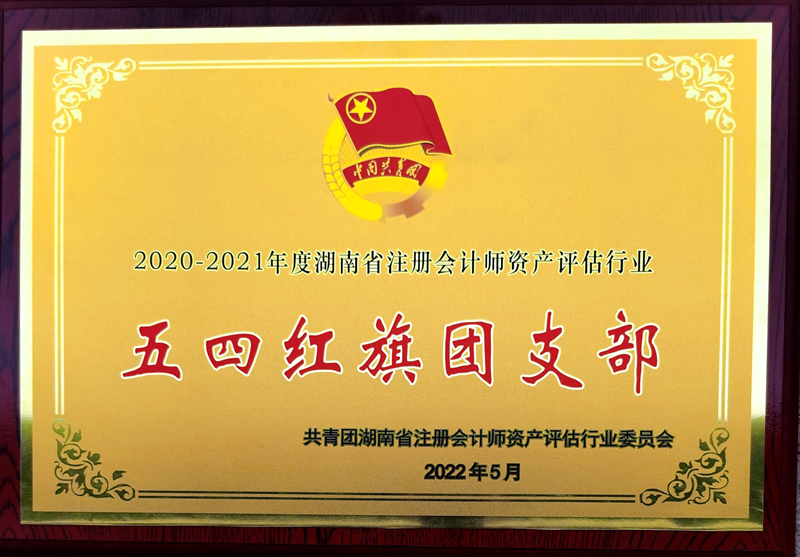 中国共青团
2020-2021年度湖南省注册会计师资产评估行业
五四红旗团支部
共青团湖南省注册会计师资产评估行业委员会
2022年5月